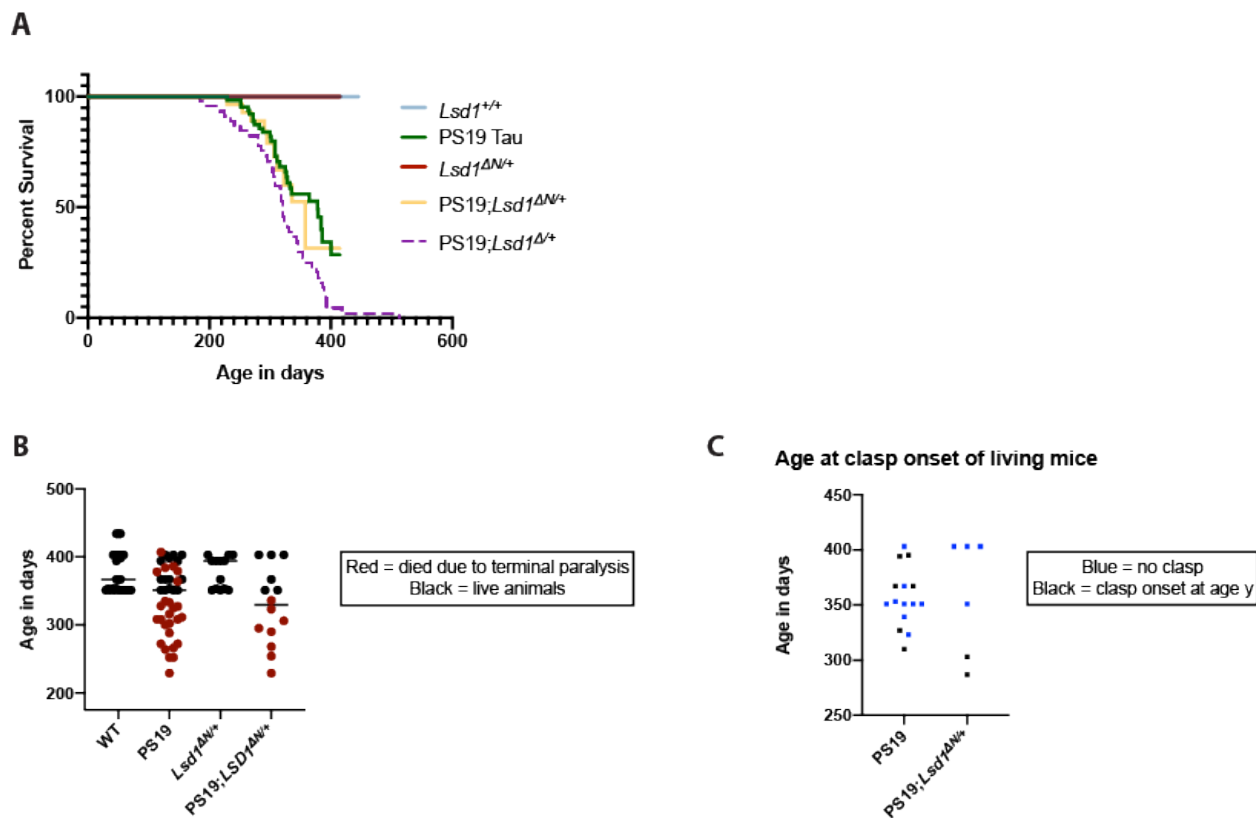 A
100
50
0
Percent Survival
0 200 400 600
Age in days
Lsd1+/+
PS19 Tau
Lsd1ΔN/+
PS19;Lsd1ΔN/+
PS19;Lsd1Δ/+
B
500
400
300
200
Age in days
WT
PS19
Lsd1ΔN/+
PS19;LSD1ΔN/+
Red = died due to terminal paralysis
Black = live animals
C
Age at clasp onset of living mice
450
400
350
300
250
Age in days
PS19
PS19;Lsd1ΔN/+
Blue = no clasp
Black = clasp onset at age y